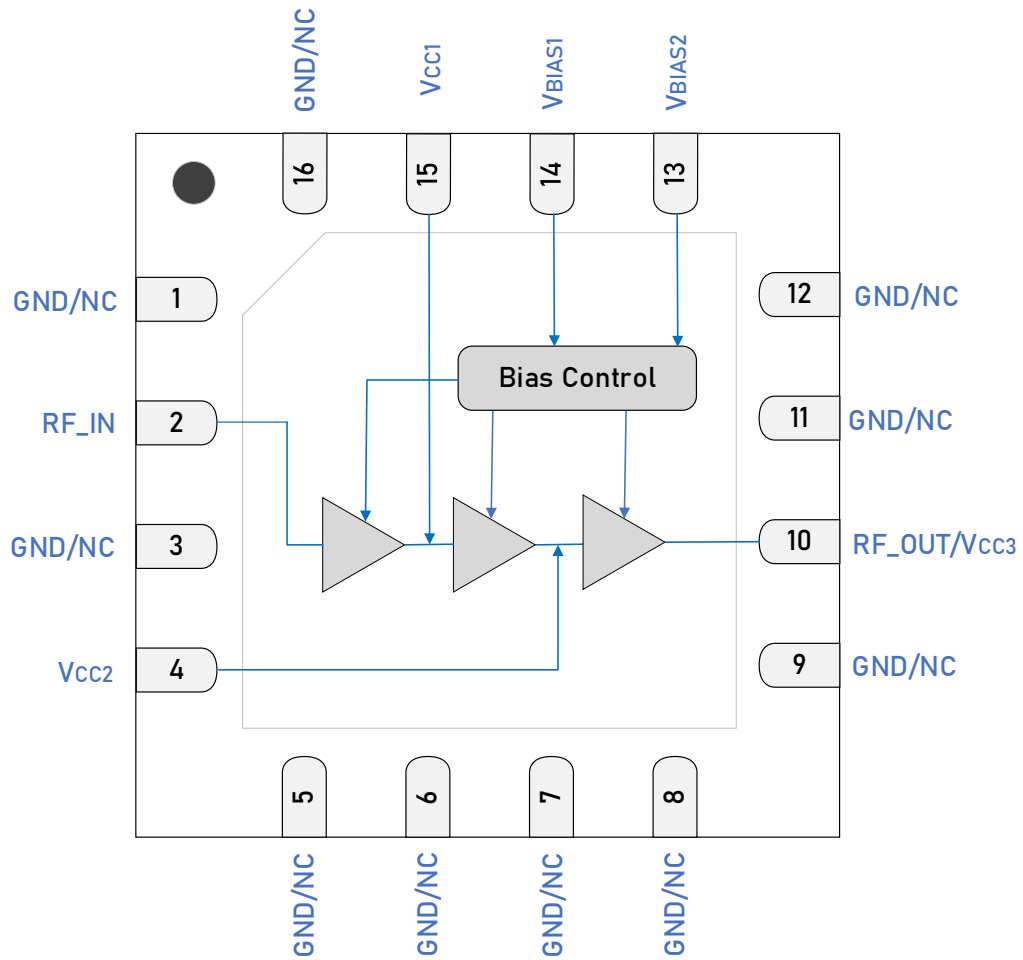 GND/NC
VCC1
VBIAS1
VBIAS2
16
15
14
13
GND/NC
1
12
GND/NC
Bias Control
RF_IN
2
11
GND/NC
GND/NC
3
10
RF_OUT/VCC3
VCC2
4
9
GND/NC
5
6
7
8
GND/NC
GND/NC
GND/NC
GND/NC